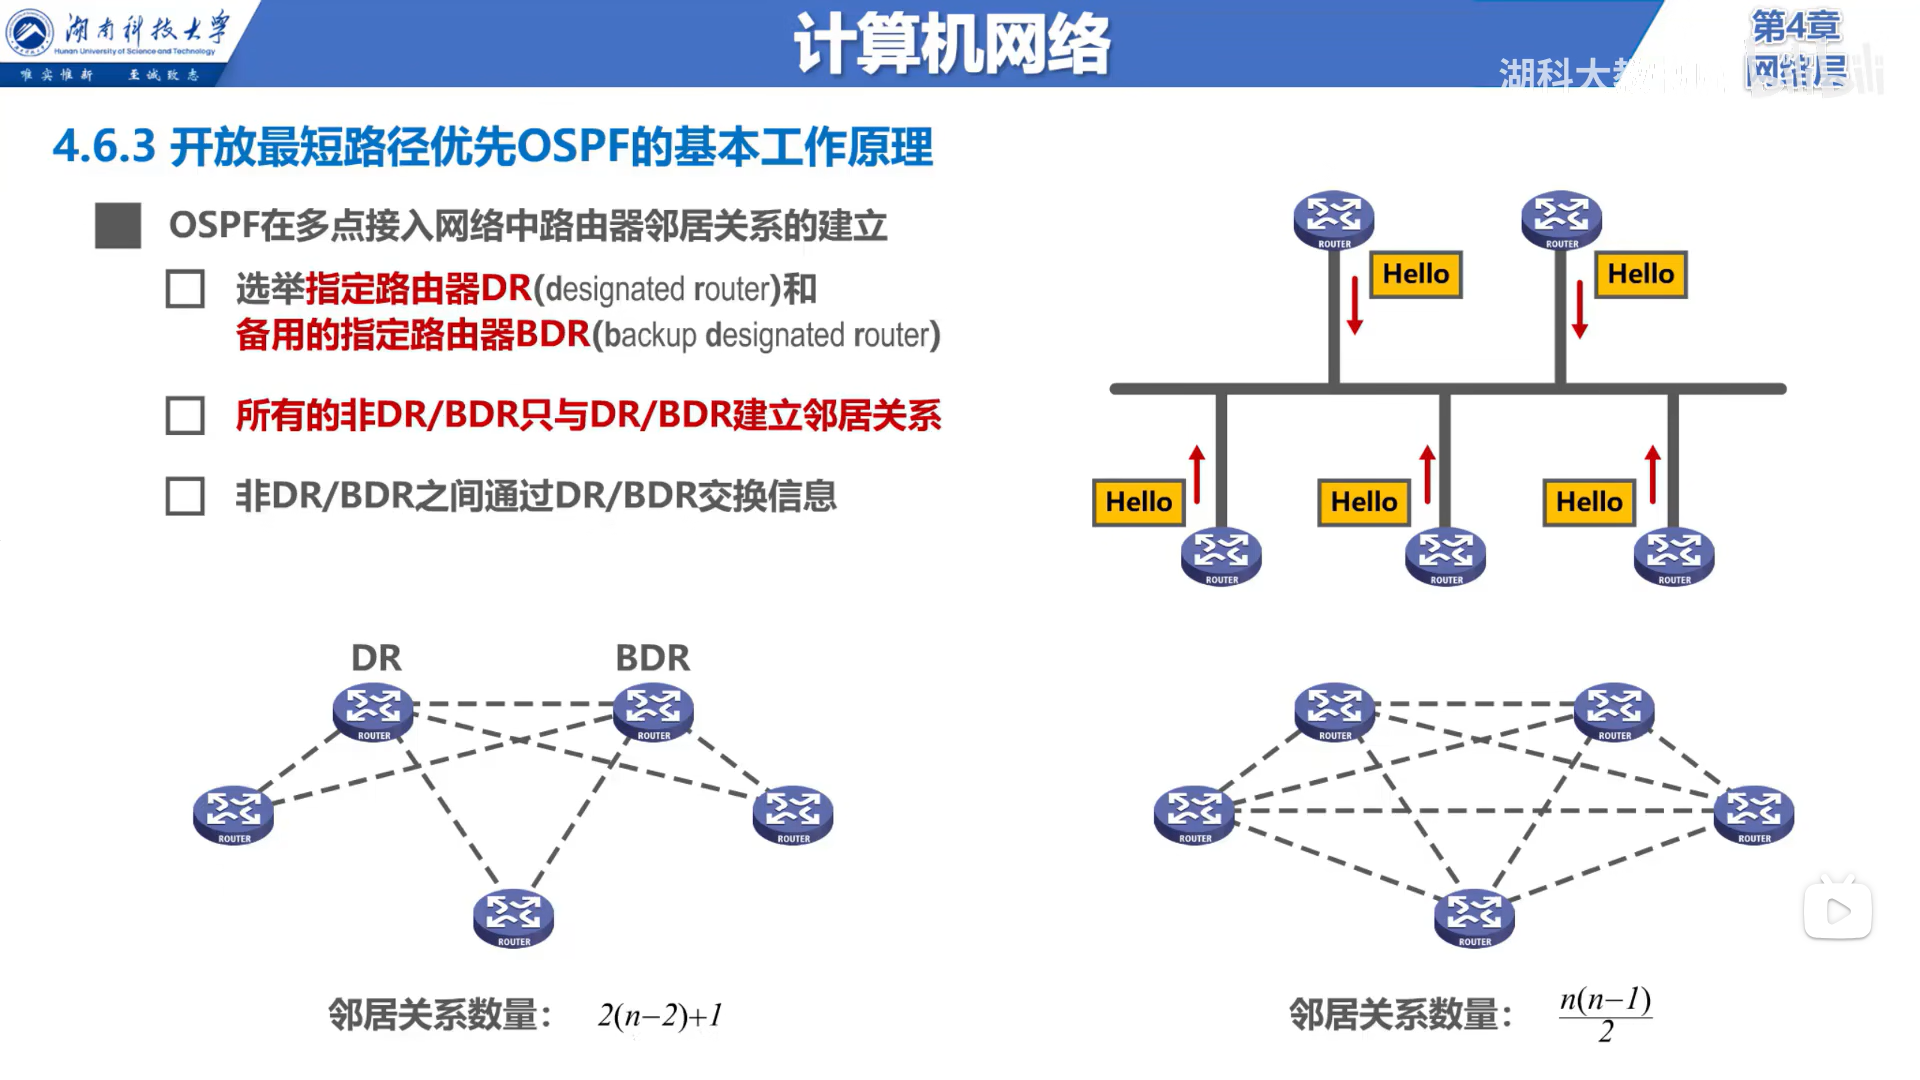 湖南科技大学
Hunan University of Science and Technology
唯实惟新 至诚致志
计算机网络
第4章
网络层
湖科大教书匠
4.6.3 开放最短路径优先OSPF的基本工作原理
OSPF在多点接入网络中路由器邻居关系的建立
选举指定路由器DR(designated router)和
备用的指定路由器BDR(backup designated router)
所有的非DR/BDR只与DR/BDR建立邻居关系
非DR/BDR之间通过DR/BDR交换信息
ROUTER
ROUTER
Hello
Hello
Hello
Hello
Hello
ROUTER
ROUTER
ROUTER
DR
BDR
ROUTER
ROUTER
ROUTER
ROUTER
ROUTER
邻居关系数量： 2(n−2)+1
ROUTER
ROUTER
ROUTER
ROUTER
ROUTER
邻居关系数量： n(n−1)
2